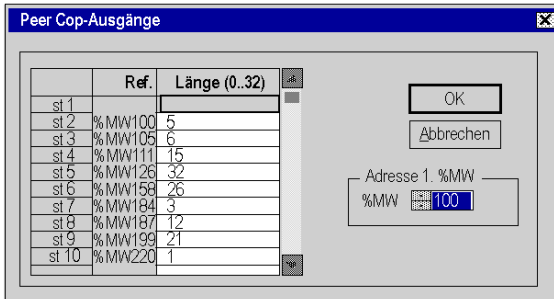 Peer Cop-Ausgänge
Ref. Länge (0..32)
st 1
st 2 %MW100 5
st 3 %MW105 6
st 4 %MW111 15
st 5 %MW126 32
st 6 %MW158 26
st 7 %MW184 3
st 8 %MW187 12
st 9 %MW199 21
st 10 %MW220 1
OK
Abbrechen
Adresse 1. %MW
%MW 100